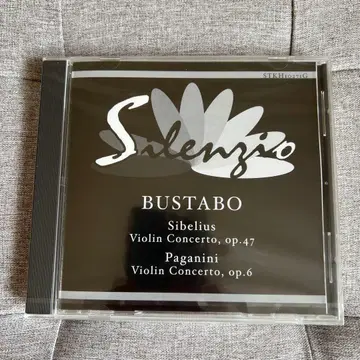 Silenzio
BUSTABO
Sibelius
Violin Concerto, op.47
Paganini
Violin Concerto, op.6